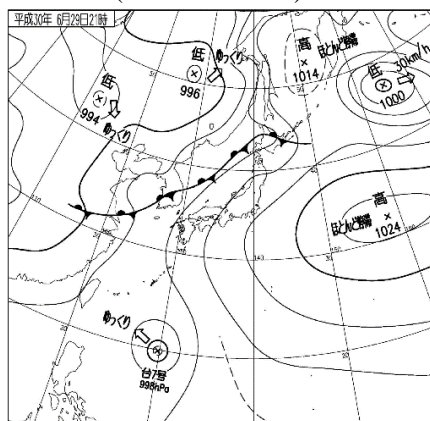 平成30年 6月29日21時
低
996
ゆっくり
低
994
ゆっくり
高
1014
ほとんど停滞
低
1000
30km/h
高
1024
ほとんど停滞
ゆっくり
台7号
998hPa
140